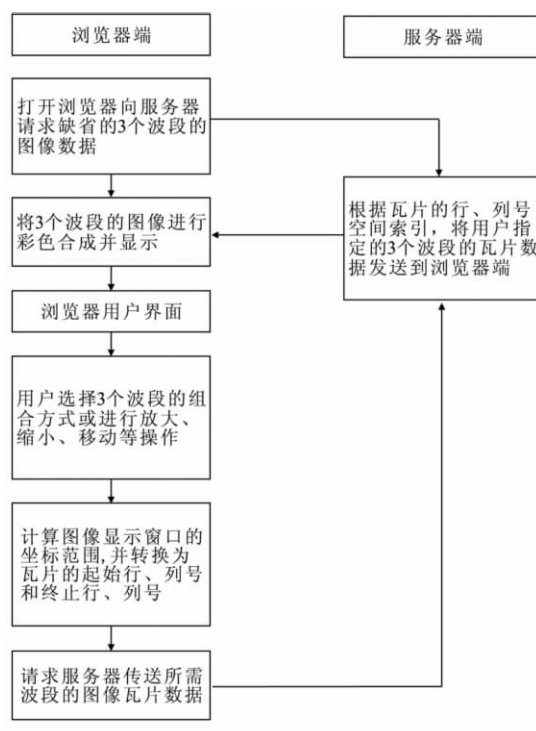 浏览器端
服务器端
打开浏览器向服务器
请求缺省的3个波段的
图像数据
将3个波段的图像进行
彩色合成并显示
根据瓦片的行、列号
空间索引，将用户指
定的3个波段的瓦片数
据发送到浏览器端
浏览器用户界面
用户选择3个波段的组
合方式或进行放大、
缩小、移动等操作
计算图像显示窗口的
坐标范围,并转换为
瓦片的起始行、列号
和终止行、列号
请求服务器传送所需
波段的图像瓦片数据